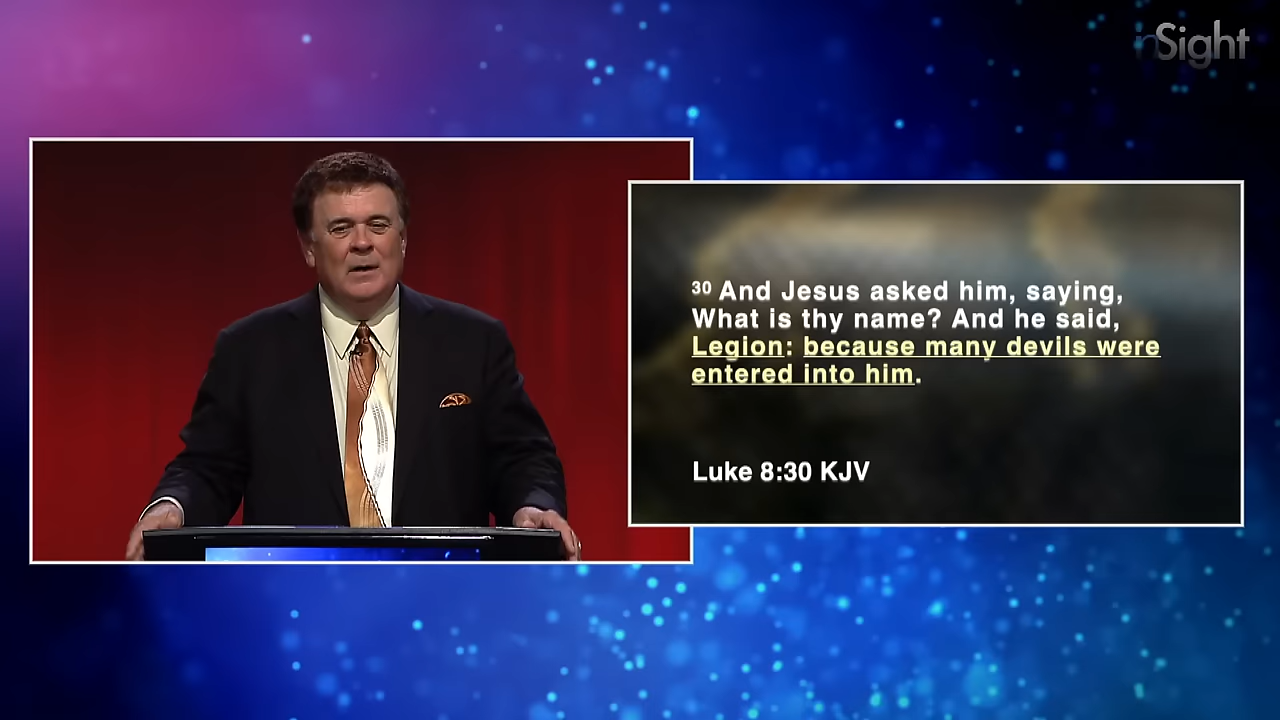 inSight
30 And Jesus asked him, saying,
What is thy name? And he said,
Legion: because many devils were
entered into him.
Luke 8:30 KJV